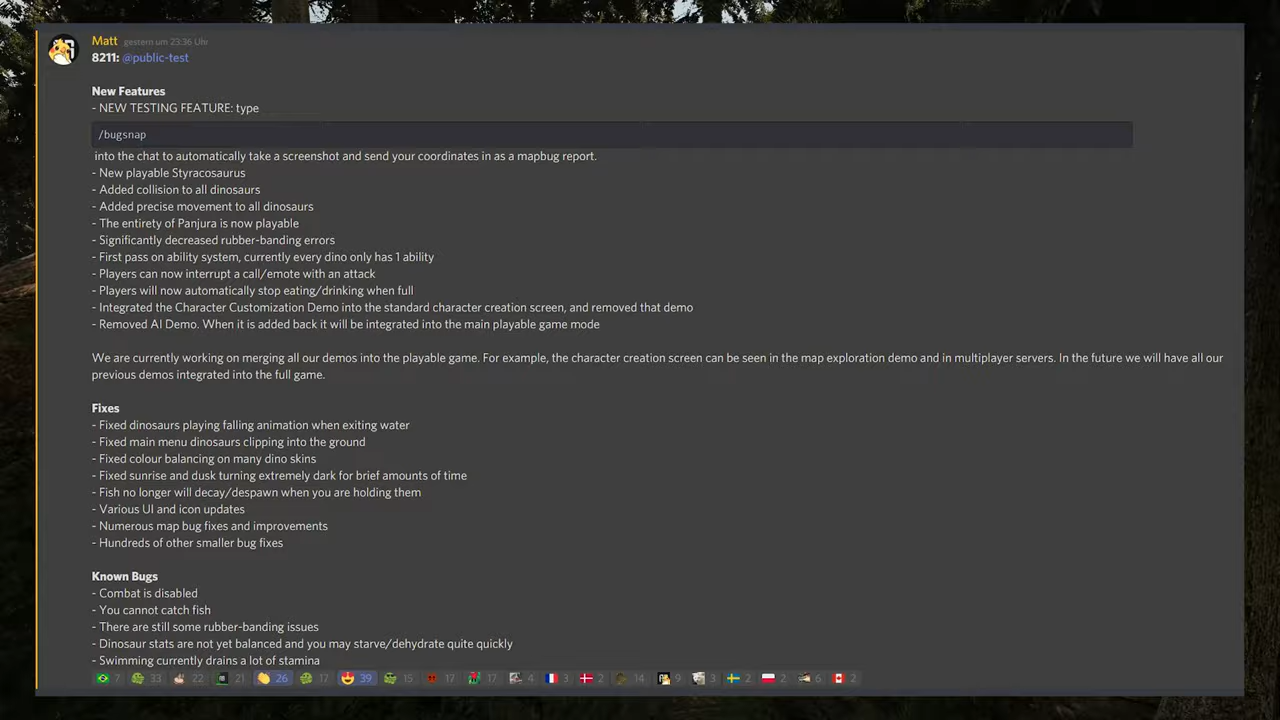 Matt gestern um 23:36 Uhr
8211: @public-test
New Features
- NEW TESTING FEATURE: type
/bugsnap
into the chat to automatically take a screenshot and send your coordinates in as a mapbug report.
- New playable Styracosaurus
- Added collision to all dinosaurs
- Added precise movement to all dinosaurs
- The entirety of Panjura is now playable
- Significantly decreased rubber-banding errors
- First pass on ability system, currently every dino only has 1 ability
- Players can now interrupt a call/emote with an attack
- Players will now automatically stop eating/drinking when full
- Integrated the Character Customization Demo into the standard character creation screen, and removed that demo
- Removed AI Demo. When it is added back it will be integrated into the main playable game mode
We are currently working on merging all our demos into the playable game. For example, the character creation screen can be seen in the map exploration demo and in multiplayer servers. In the future we will have all our
previous demos integrated into the full game.
Fixes
- Fixed dinosaurs playing falling animation when exiting water
- Fixed main menu dinosaurs clipping into the ground
- Fixed colour balancing on many dino skins
- Fixed sunrise and dusk turning extremely dark for brief amounts of time
- Fish no longer will decay/despawn when you are holding them
- Various UI and icon updates
- Numerous map bug fixes and improvements
- Hundreds of other smaller bug fixes
Known Bugs
- Combat is disabled
- You cannot catch fish
- There are still some rubber-banding issues
- Dinosaur stats are not yet balanced and you may starve/dehydrate quite quickly
- Swimming currently drains a lot of stamina
7 33 22 21 26 17 39 15 17 17 4 3 2 14 9 3 2 2 6 2